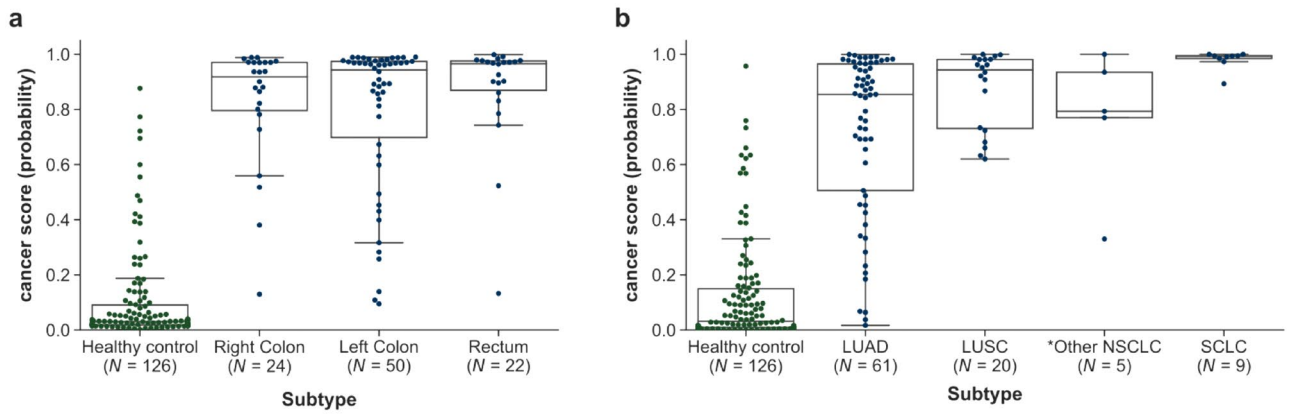 a
cancer score (probability)
1.0
0.8
0.6
0.4
0.2
0.0
Healthy control
(N = 126)
Right Colon
(N = 24)
Left Colon
(N = 50)
Rectum
(N = 22)
Subtype
b
cancer score (probability)
1.0
0.8
0.6
0.4
0.2
0.0
Healthy control
(N = 126)
LUAD
(N = 61)
LUSC
(N = 20)
*Other NSCLC
(N = 5)
SCLC
(N = 9)
Subtype